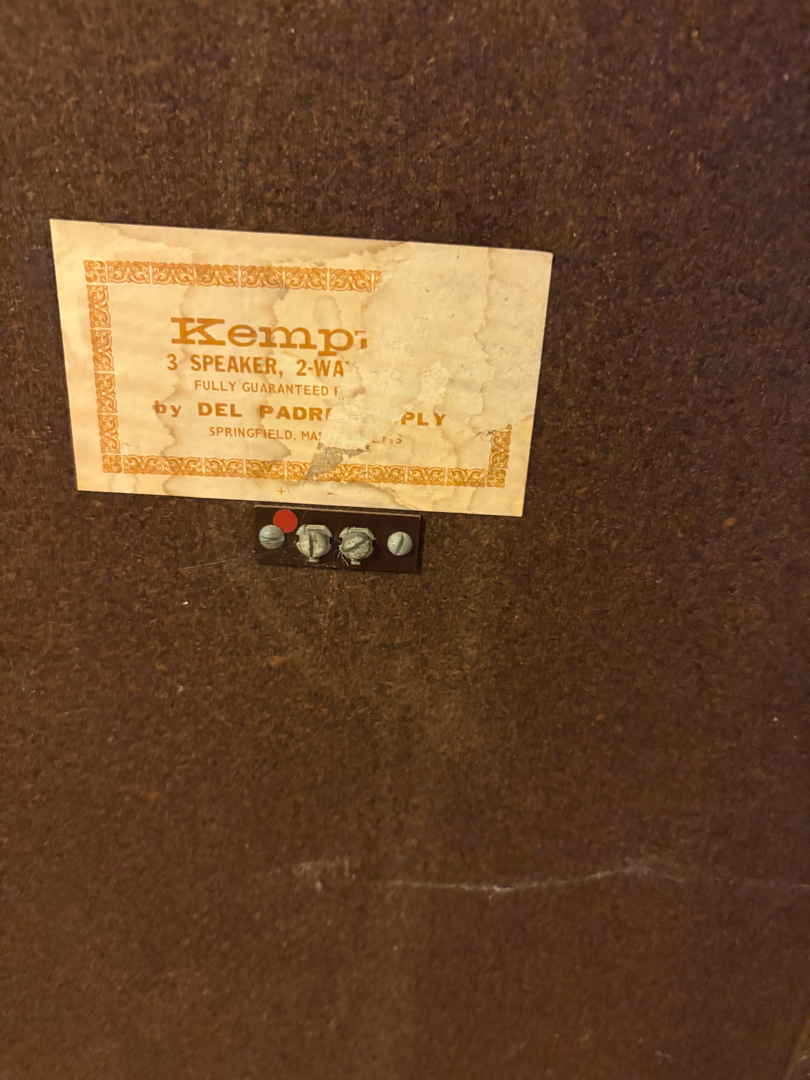 Kemp
3 SPEAKER, 2-WA
FULLY GUARANTEED
by DEL PADR PLY
SPRINGFIELD, MAS
+ -